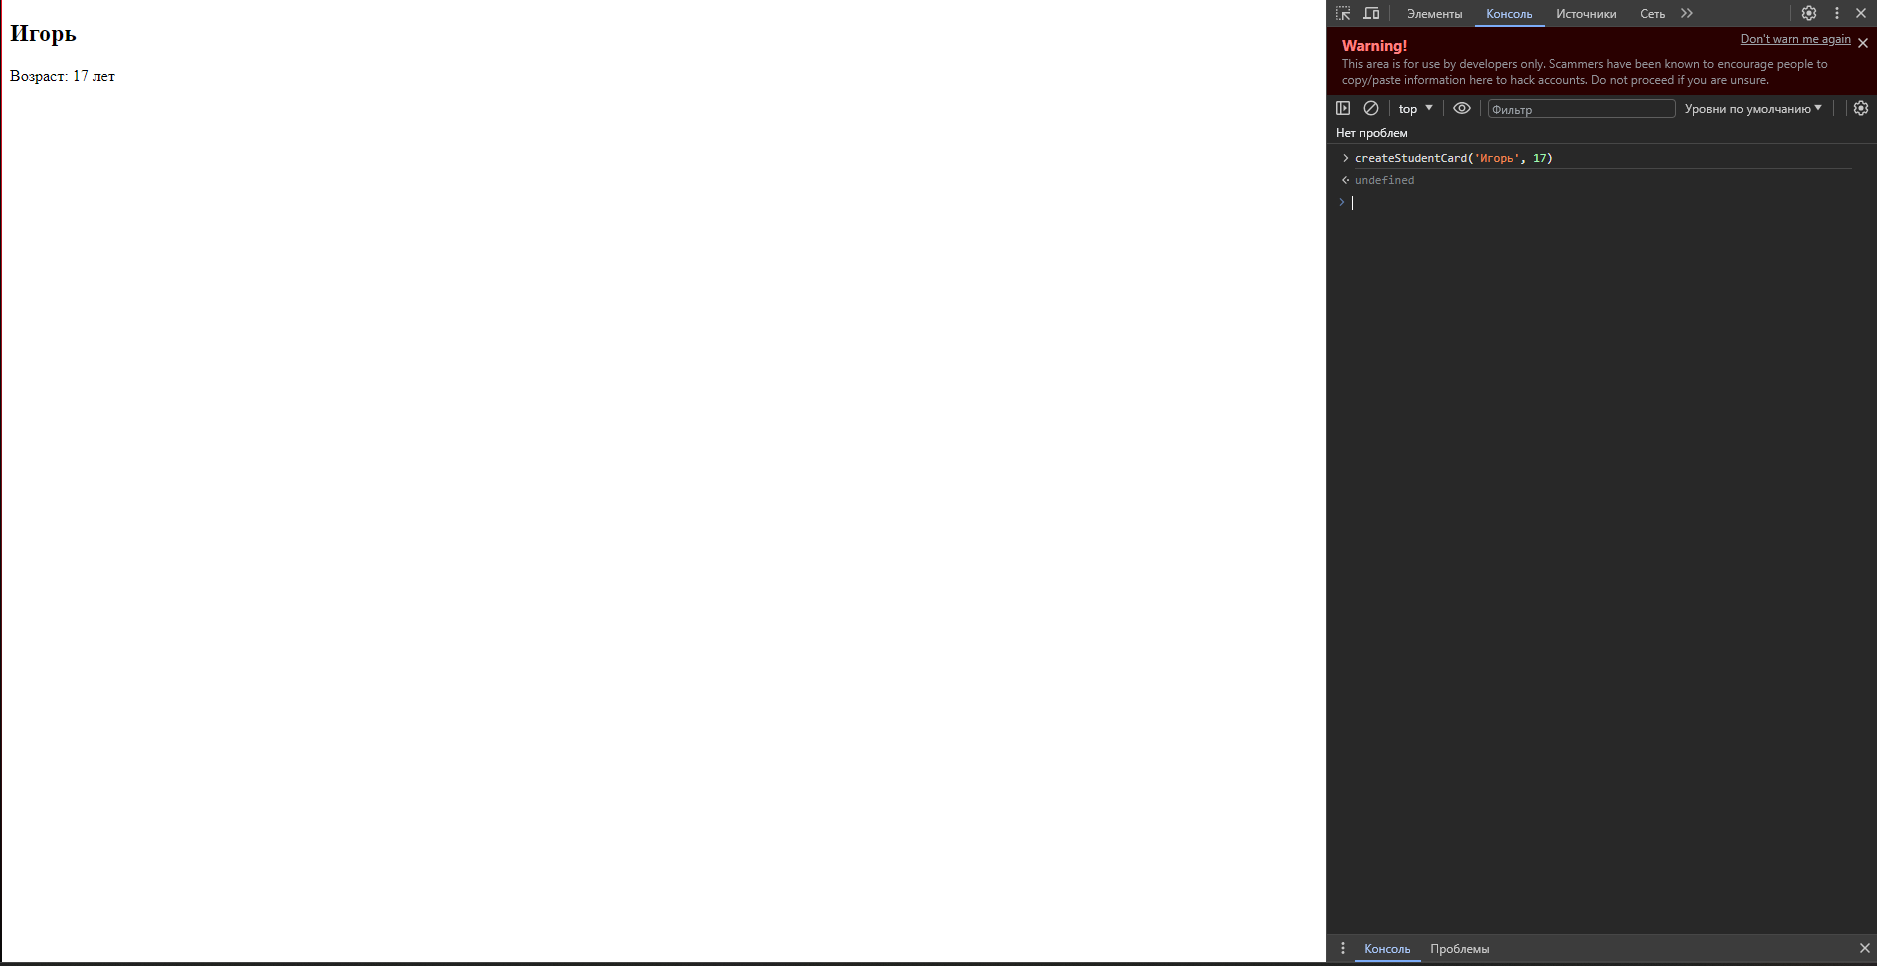 Игорь
Возраст: 17 лет
Элементы Консоль Источники Сеть
Warning!
Don't warn me again
This area is for use by developers only. Scammers have been known to encourage people to
copy/paste information here to hack accounts. Do not proceed if you are unsure.
top Фильтр Уровни по умолчанию
Нет проблем
createStudentCard('Игорь', 17)
undefined
Консоль Проблемы